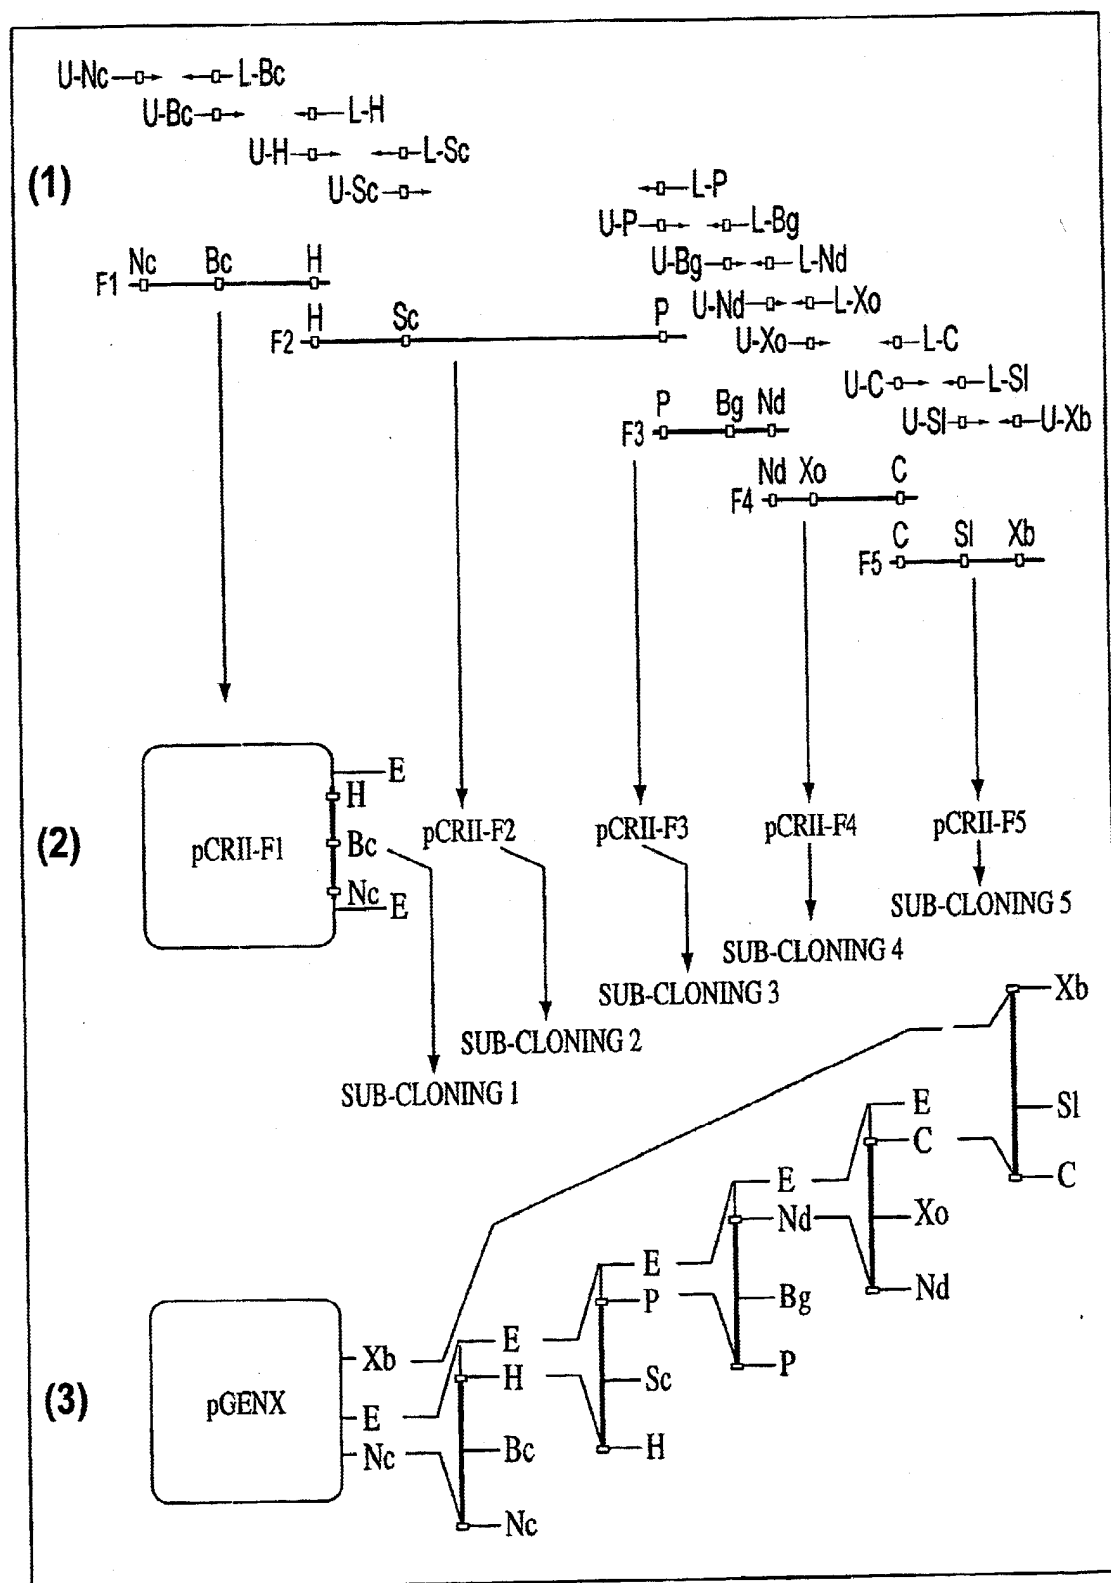 U-Nc L-Bc
U-Bc L-H
U-H L-Sc
(1)
U-Sc L-P
U-P L-Bg
Nc Bc H
U-Bg L-Nd
F1
U-Nd L-Xo
H Sc P
F2
U-Xo L-C
U-C L-Sl
P Bg Nd
U-Sl U-Xb
F3
Nd Xo C
F4
C Sl Xb
F5
E
H
(2)
pCRII-F1
Bc
pCRII-F2
pCRII-F3
pCRII-F4
pCRII-F5
Nc
E
SUB-CLONING 5
SUB-CLONING 4
SUB-CLONING 3
SUB-CLONING 2
SUB-CLONING 1
Xb
Sl
C
E
C
Xo
Nd
E
Nd
Bg
P
E
P
Sc
H
E
H
Bc
Nc
(3)
pGENX
Xb
E
Nc